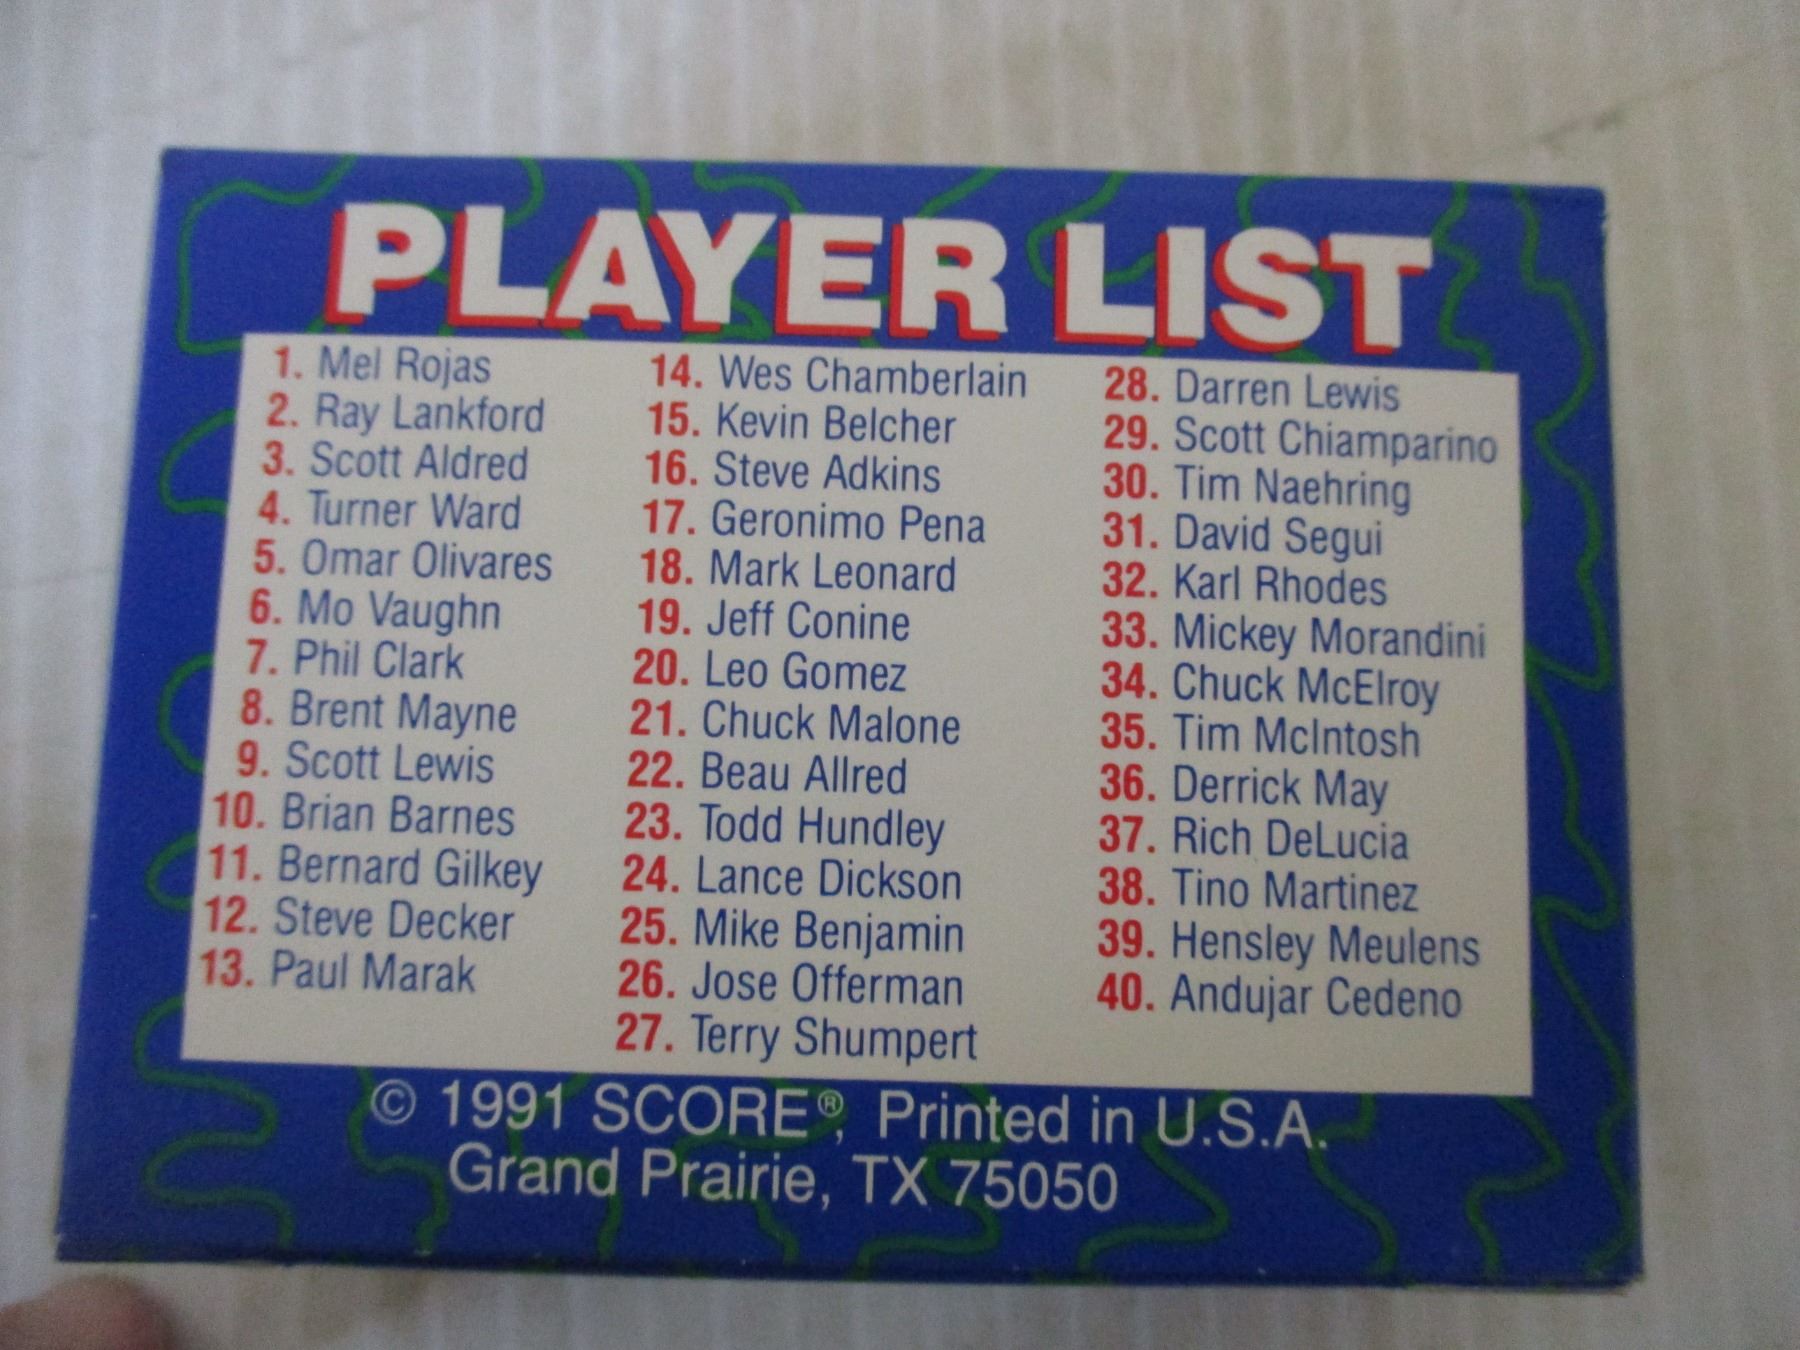 PLAYER LIST
1. Mel Rojas
2. Ray Lankford
3. Scott Aldred
4. Turner Ward
5. Omar Olivares
6. Mo Vaughn
7. Phil Clark
8. Brent Mayne
9. Scott Lewis
10. Brian Barnes
11. Bernard Gilkey
12. Steve Decker
13. Paul Marak
14. Wes Chamberlain
15. Kevin Belcher
16. Steve Adkins
17. Geronimo Pena
18. Mark Leonard
19. Jeff Conine
20. Leo Gomez
21. Chuck Malone
22. Beau Allred
23. Todd Hundley
24. Lance Dickson
25. Mike Benjamin
26. Jose Offerman
27. Terry Shumpert
28. Darren Lewis
29. Scott Chiamparino
30. Tim Naehring
31. David Segui
32. Karl Rhodes
33. Mickey Morandini
34. Chuck McElroy
35. Tim McIntosh
36. Derrick May
37. Rich DeLucia
38. Tino Martinez
39. Hensley Meulens
40. Andujar Cedeno
© 1991 SCORE®, Printed in U.S.A.
Grand Prairie, TX 75050